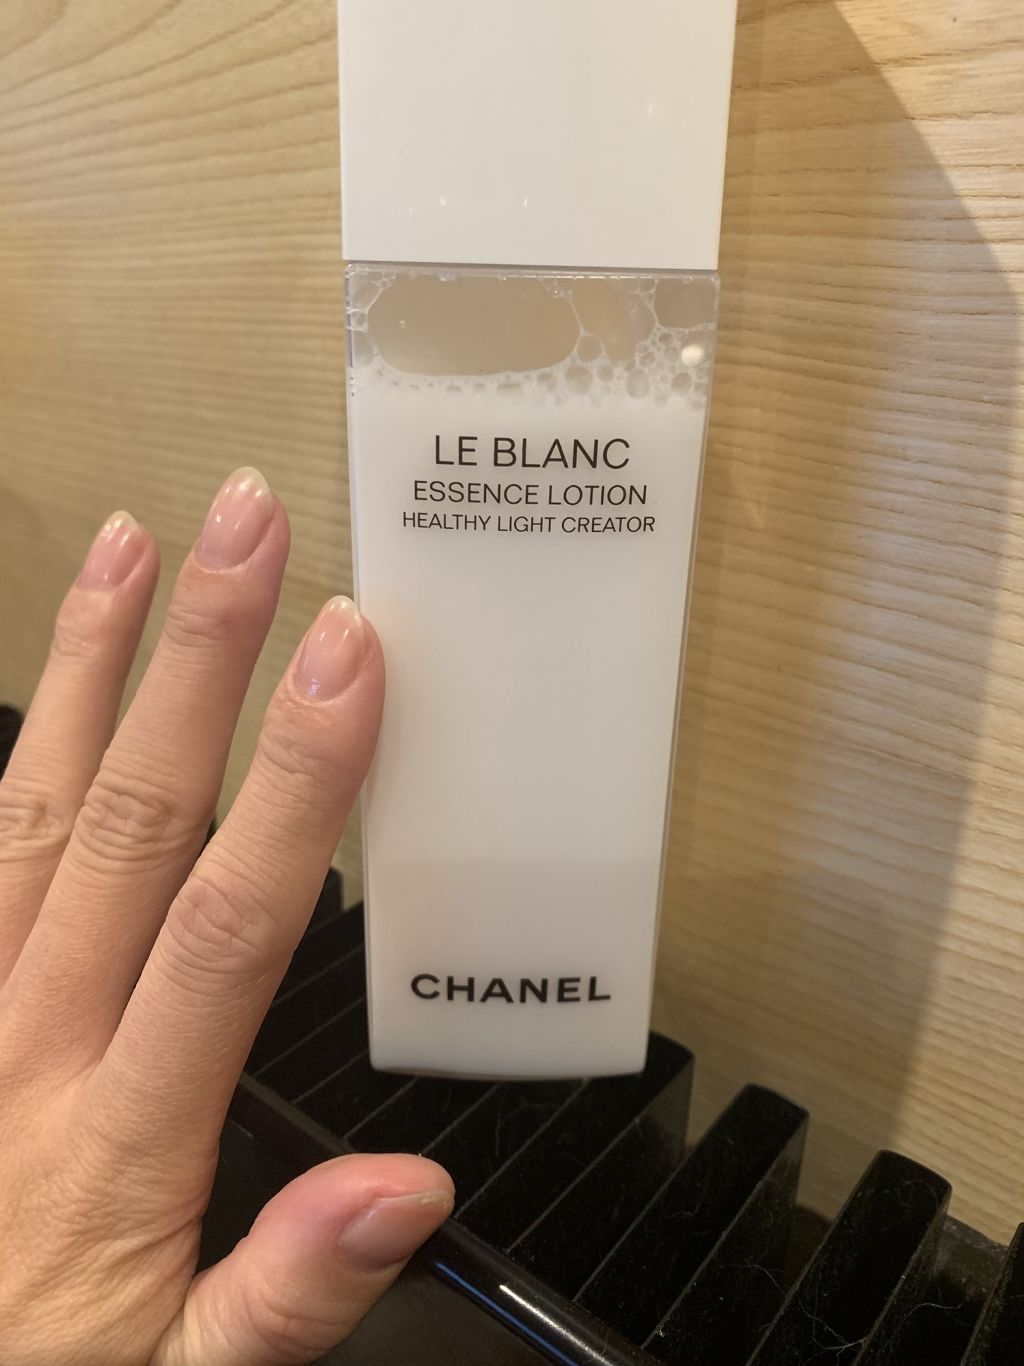 LE BLANC
ESSENCE LOTION
HEALTHY LIGHT CREATOR
CHANEL